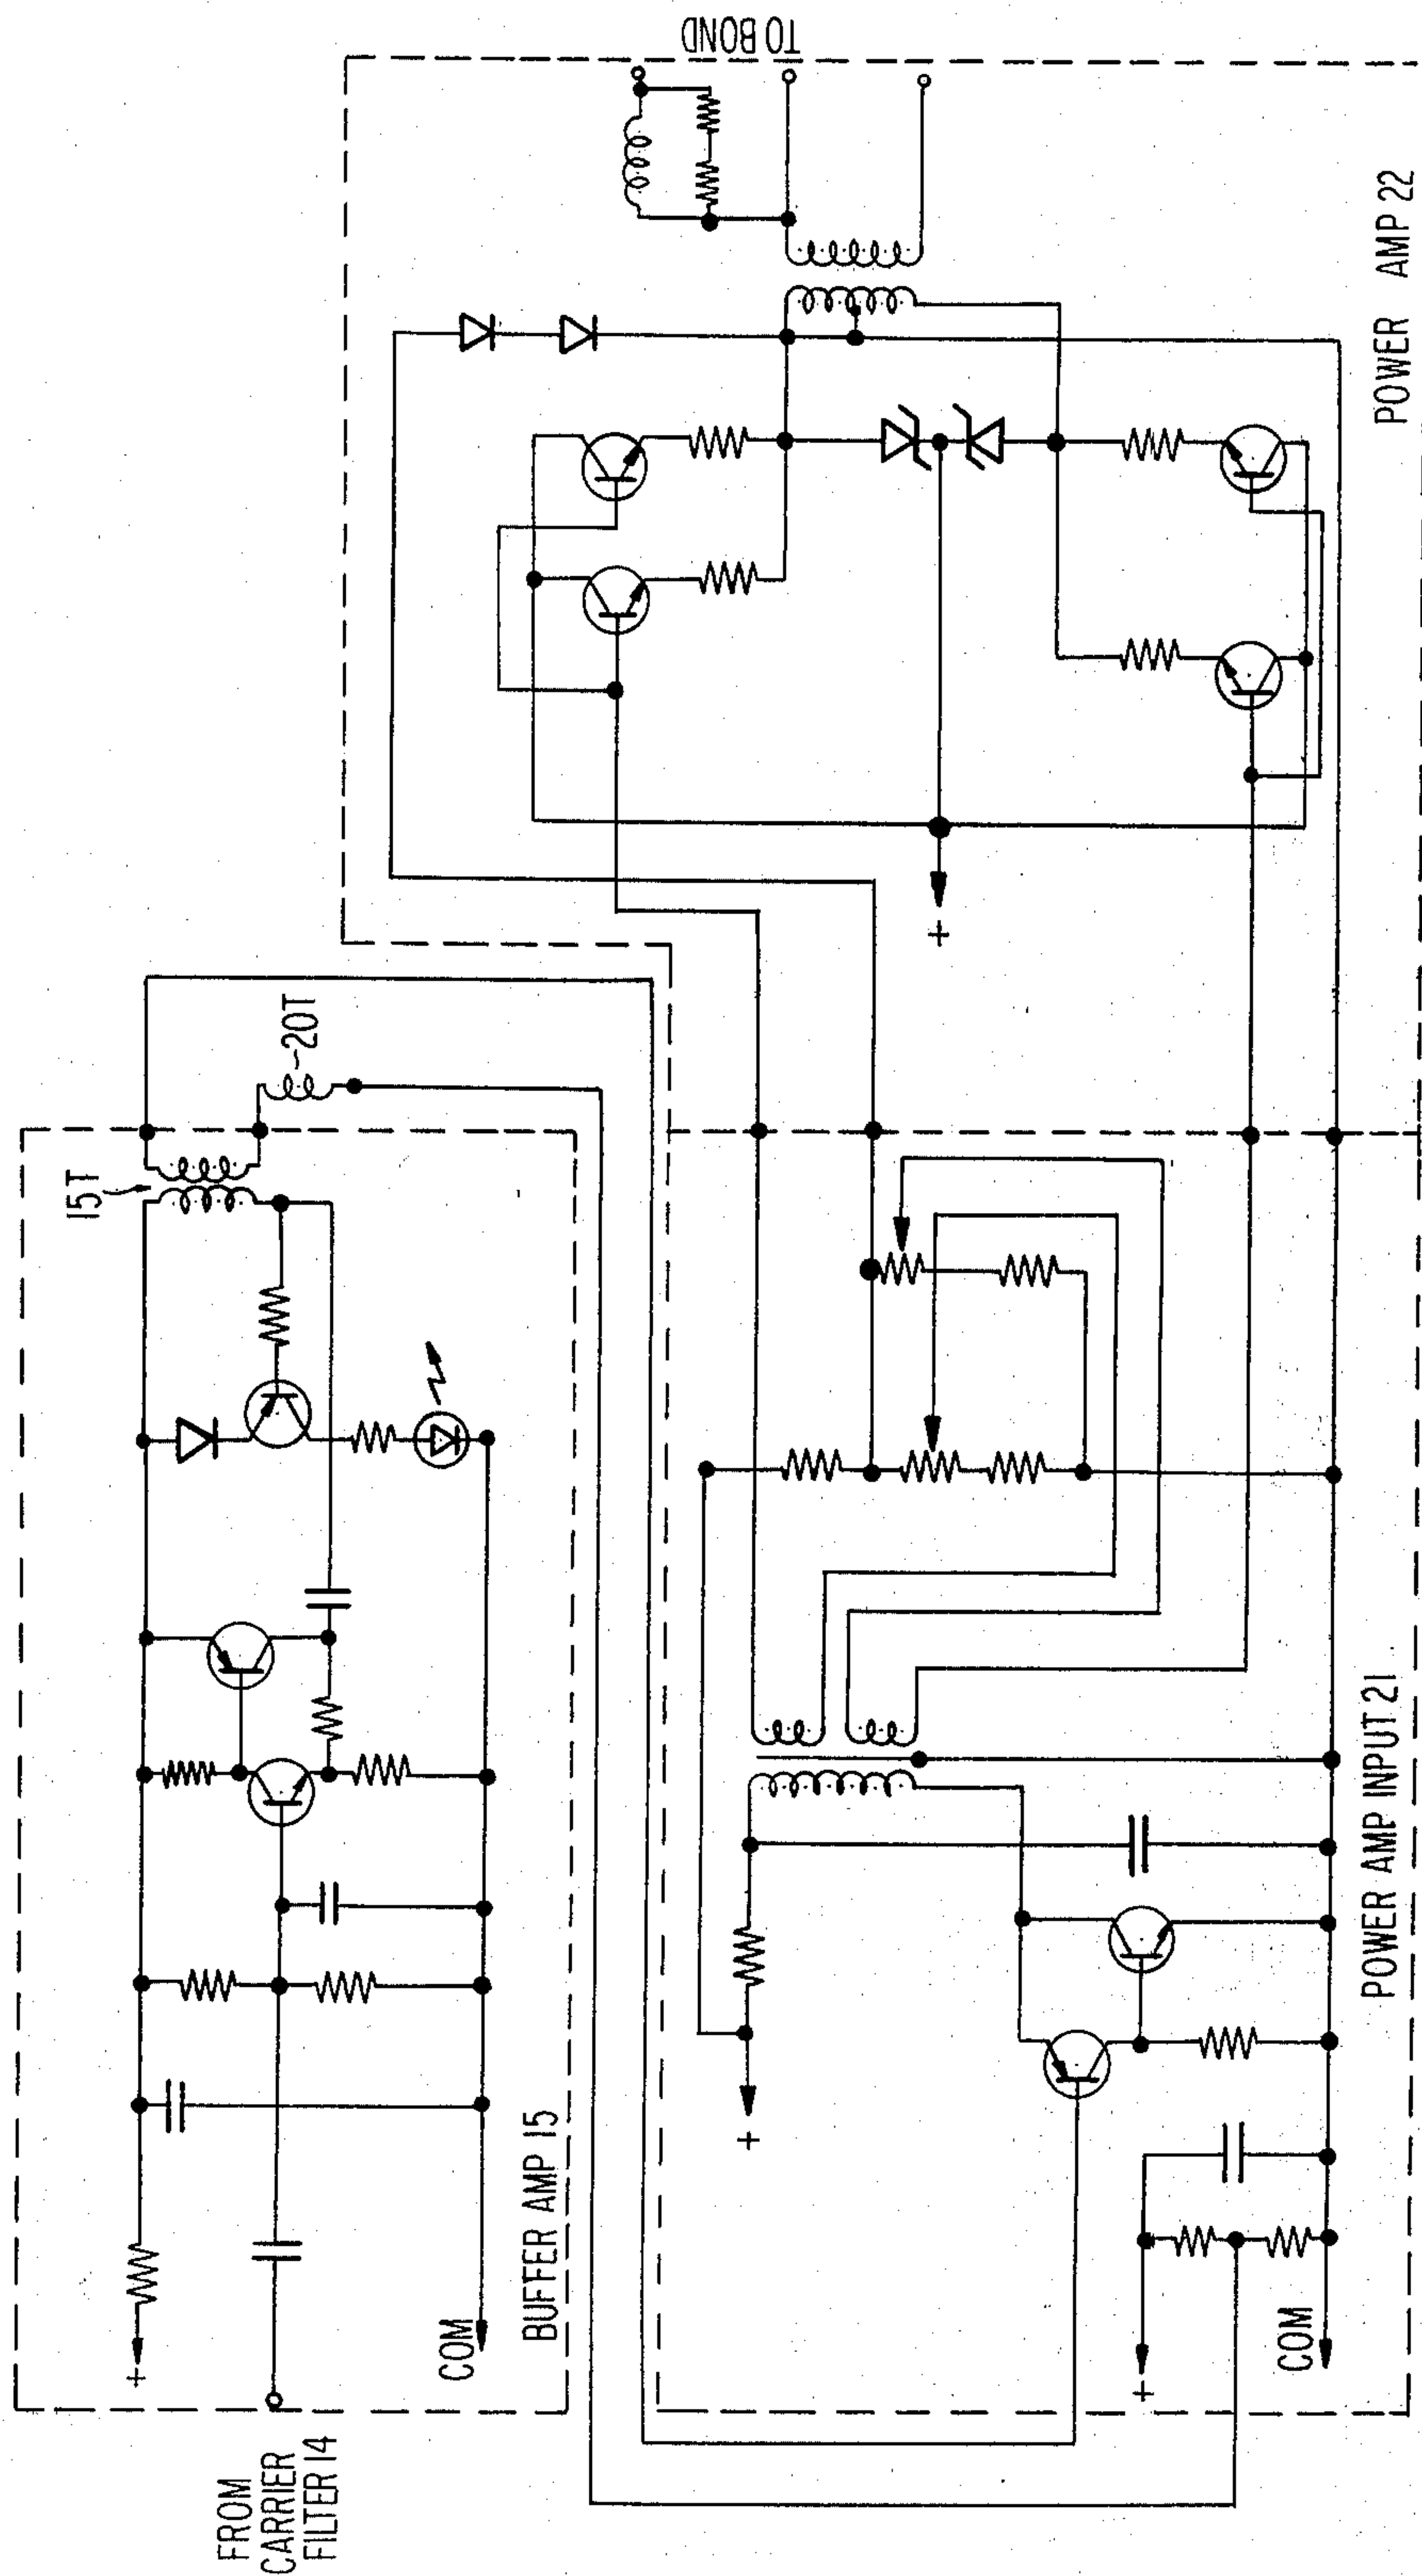 FROM
CARRIER
FILTER 14
+
COM
BUFFER AMP 15
15T
20T
+
+
COM
POWER AMP INPUT 21
+
POWER AMP 22
TO BOND